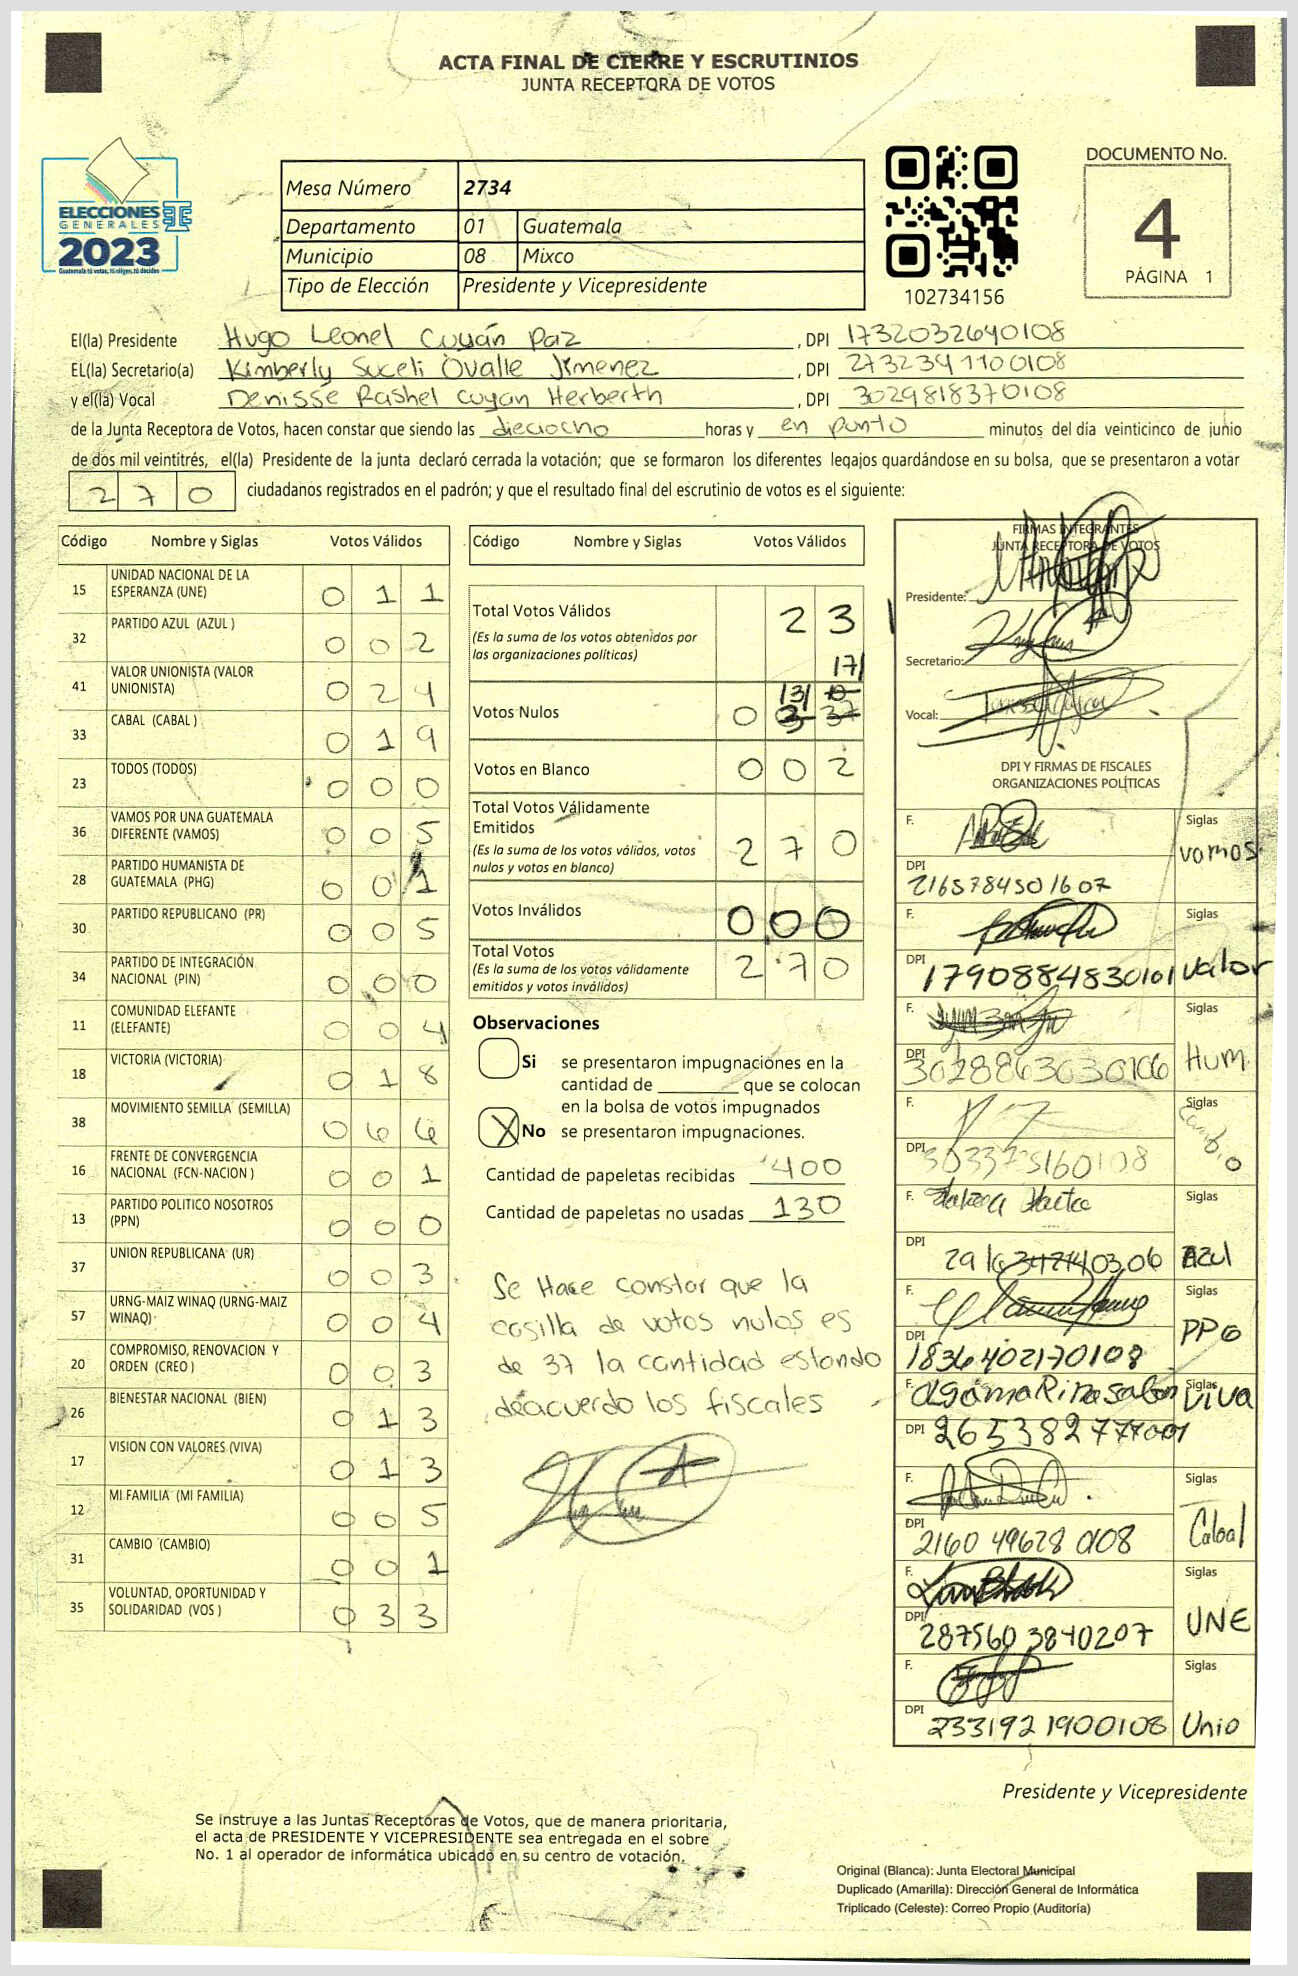 ACTA FINAL DE CIERRE Y ESCRUTINIOS
JUNTA RECEPTORA DE VOTOS
ELECCIONES
GENERALES
2023
Guatemala tú votas, tú eliges, tú decides
Mesa Número 2734
Departamento 01 Guatemala
Municipio 08 Mixco
Tipo de Elección Presidente y Vicepresidente
102734156
DOCUMENTO No.
4
PÁGINA 1
El(la) Presidente Hugo Leonel Cuyán Paz, DPI 1732032640108
EL(la) Secretario(a) Kimberly Suceli Ovalle Jimenez, DPI 2732341100108
y el(la) Vocal Denisse Rashel Cuyan Herberth, DPI 3029818370108
de la Junta Receptora de Votos, hacen constar que siendo las dieciocho horas y en punto minutos del día veinticinco de junio
de dos mil veintitrés, el(la) Presidente de la junta declaró cerrada la votación; que se formaron los diferentes legajos guardándose en su bolsa, que se presentaron a votar
270 ciudadanos registrados en el padrón; y que el resultado final del escrutinio de votos es el siguiente:
Código Nombre y Siglas Votos Válidos
15 UNIDAD NACIONAL DE LA ESPERANZA (UNE) 0 1 1
32 PARTIDO AZUL (AZUL ) 0 0 2
41 VALOR UNIONISTA (VALOR UNIONISTA) 0 2 4
33 CABAL (CABAL ) 0 1 9
23 TODOS (TODOS) 0 0 0
36 VAMOS POR UNA GUATEMALA DIFERENTE (VAMOS) 0 0 5
28 PARTIDO HUMANISTA DE GUATEMALA (PHG) 0 0 1
30 PARTIDO REPUBLICANO (PR) 0 0 5
34 PARTIDO DE INTEGRACIÓN NACIONAL (PIN) 0 0 0
11 COMUNIDAD ELEFANTE (ELEFANTE) 0 0 4
18 VICTORIA (VICTORIA) 0 1 8
38 MOVIMIENTO SEMILLA (SEMILLA) 0 6 6
16 FRENTE DE CONVERGENCIA NACIONAL (FCN-NACION ) 0 0 1
13 PARTIDO POLITICO NOSOTROS (PPN) 0 0 0
37 UNION REPUBLICANA (UR) 0 0 3
57 URNG-MAIZ WINAQ (URNG-MAIZ WINAQ) 0 0 4
20 COMPROMISO, RENOVACION Y ORDEN (CREO ) 0 0 3
26 BIENESTAR NACIONAL (BIEN) 0 1 3
17 VISION CON VALORES (VIVA) 0 1 3
12 MI FAMILIA (MI FAMILIA) 0 0 5
31 CAMBIO (CAMBIO) 0 0 1
35 VOLUNTAD, OPORTUNIDAD Y SOLIDARIDAD (VOS ) 0 3 3
Código Nombre y Siglas Votos Válidos
Total Votos Válidos 2 3 1
(Es la suma de los votos obtenidos por
las organizaciones políticas)
Votos Nulos 0 3 7
Votos en Blanco 0 0 2
Total Votos Válidamente
Emitidos 2 7 0
(Es la suma de los votos válidos, votos
nulos y votos en blanco)
Votos Inválidos 0 0 0
Total Votos 2 7 0
(Es la suma de los votos válidamente
emitidos y votos inválidos)
Observaciones
Si se presentaron impugnaciones en la
cantidad de ________ que se colocan
en la bolsa de votos impugnados
X No se presentaron impugnaciones.
Cantidad de papeletas recibidas 400
Cantidad de papeletas no usadas 130
Se Hace constar que la
casilla de votos nulos es
de 37 la cantidad estando
deacuerdo los fiscales
FIRMAS INTEGRANTES
JUNTA RECEPTORA DE VOTOS
Presidente:
Secretario:
Vocal:
DPI Y FIRMAS DE FISCALES
ORGANIZACIONES POLÍTICAS
F. Siglas vamos
DPI 2165784501607
F. Siglas Valor
DPI 1790884830101
F. Siglas HUM
DPI 3028863030106
F. Siglas Cambio
DPI 3033735160108
F. Siglas Azul
DPI
F. Siglas PPG
DPI 1836402170108
F. Siglas Viva
DPI
F. Siglas Cabal
DPI 2160 49628 0108
F. Siglas UNE
DPI 287560 3840207
F. Siglas Unio
DPI 233192 1900108
Presidente y Vicepresidente
Se instruye a las Juntas Receptoras de Votos, que de manera prioritaria,
el acta de PRESIDENTE Y VICEPRESIDENTE sea entregada en el sobre
No. 1 al operador de informática ubicado en su centro de votación.
Original (Blanca): Junta Electoral Municipal
Duplicado (Amarilla): Dirección General de Informática
Triplicado (Celeste): Correo Propio (Auditoría)